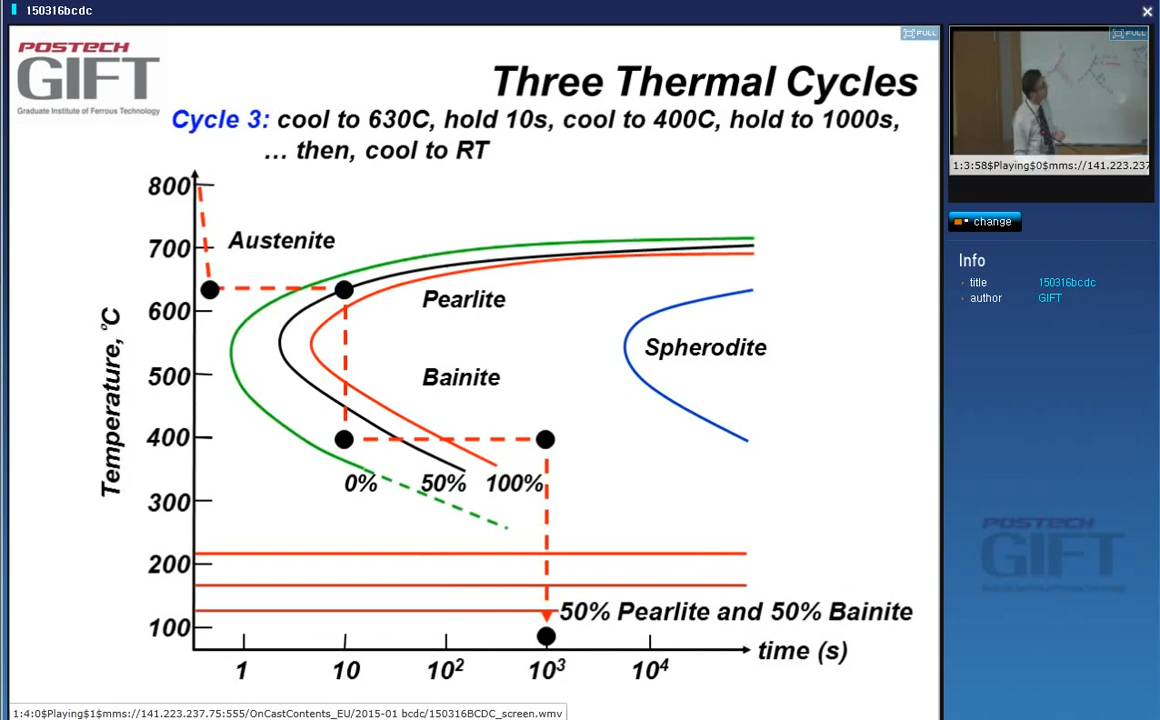 150316bcdc
POSTECH
GIFT
Graduate Institute of Ferrous Technology
FULL
Three Thermal Cycles
Cycle 3: cool to 630C, hold 10s, cool to 400C, hold to 1000s,
... then, cool to RT
800
700
600
500
400
300
200
100
Temperature, °C
Austenite
Pearlite
Bainite
Spherodite
0%
50%
100%
50% Pearlite and 50% Bainite
1
10
10²
10³
10⁴
time (s)
1:4:0$Playing$1$mms://141.223.237.75:555/OnCastContents_EU/2015-01 bcdc/150316BCDC_screen.wmv
FULL
1:3:58$Playing$0$mms://141.223.237
change
Info
title 150316bcdc
author GIFT
POSTECH
GIFT